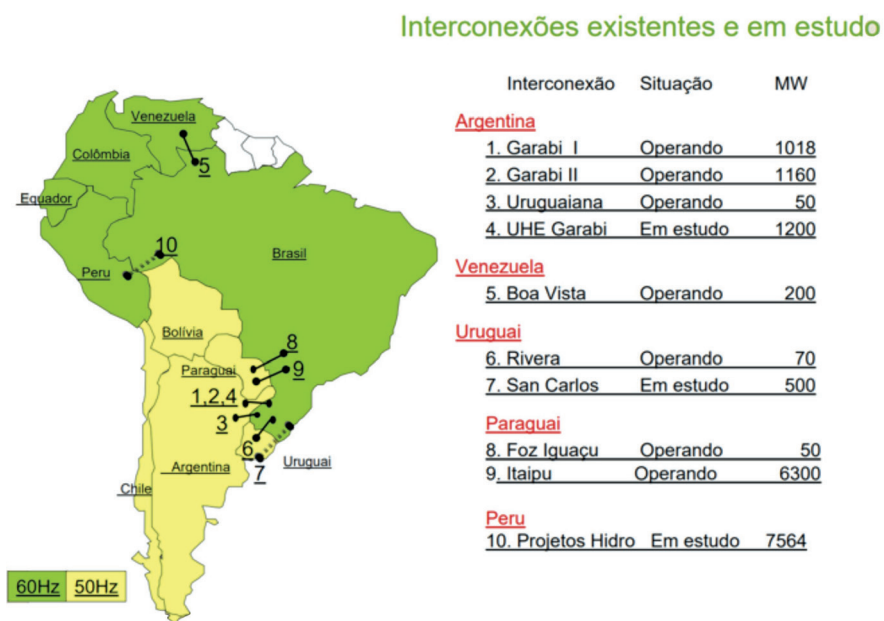 Interconexões existentes e em estudo
Interconexão Situação MW
Argentina
1. Garabi I Operando 1018
2. Garabi II Operando 1160
3. Uruguaiana Operando 50
4. UHE Garabi Em estudo 1200
Venezuela
5. Boa Vista Operando 200
Uruguai
6. Rivera Operando 70
7. San Carlos Em estudo 500
Paraguai
8. Foz Iguaçu Operando 50
9. Itaipu Operando 6300
Peru
10. Projetos Hidro Em estudo 7564
Venezuela
Colômbia
5
Equador
10
Brasil
Peru
Bolívia
8
Paraguai
9
1,2,4
3
6
Uruguai
Argentina
7
Chile
60Hz 50Hz